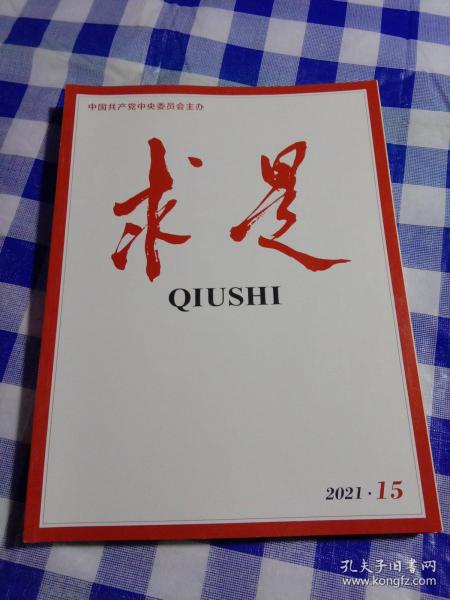 中国共产党中央委员会主办
求是
QIUSHI
2021·15
孔夫子旧书网
www.kongfz.com